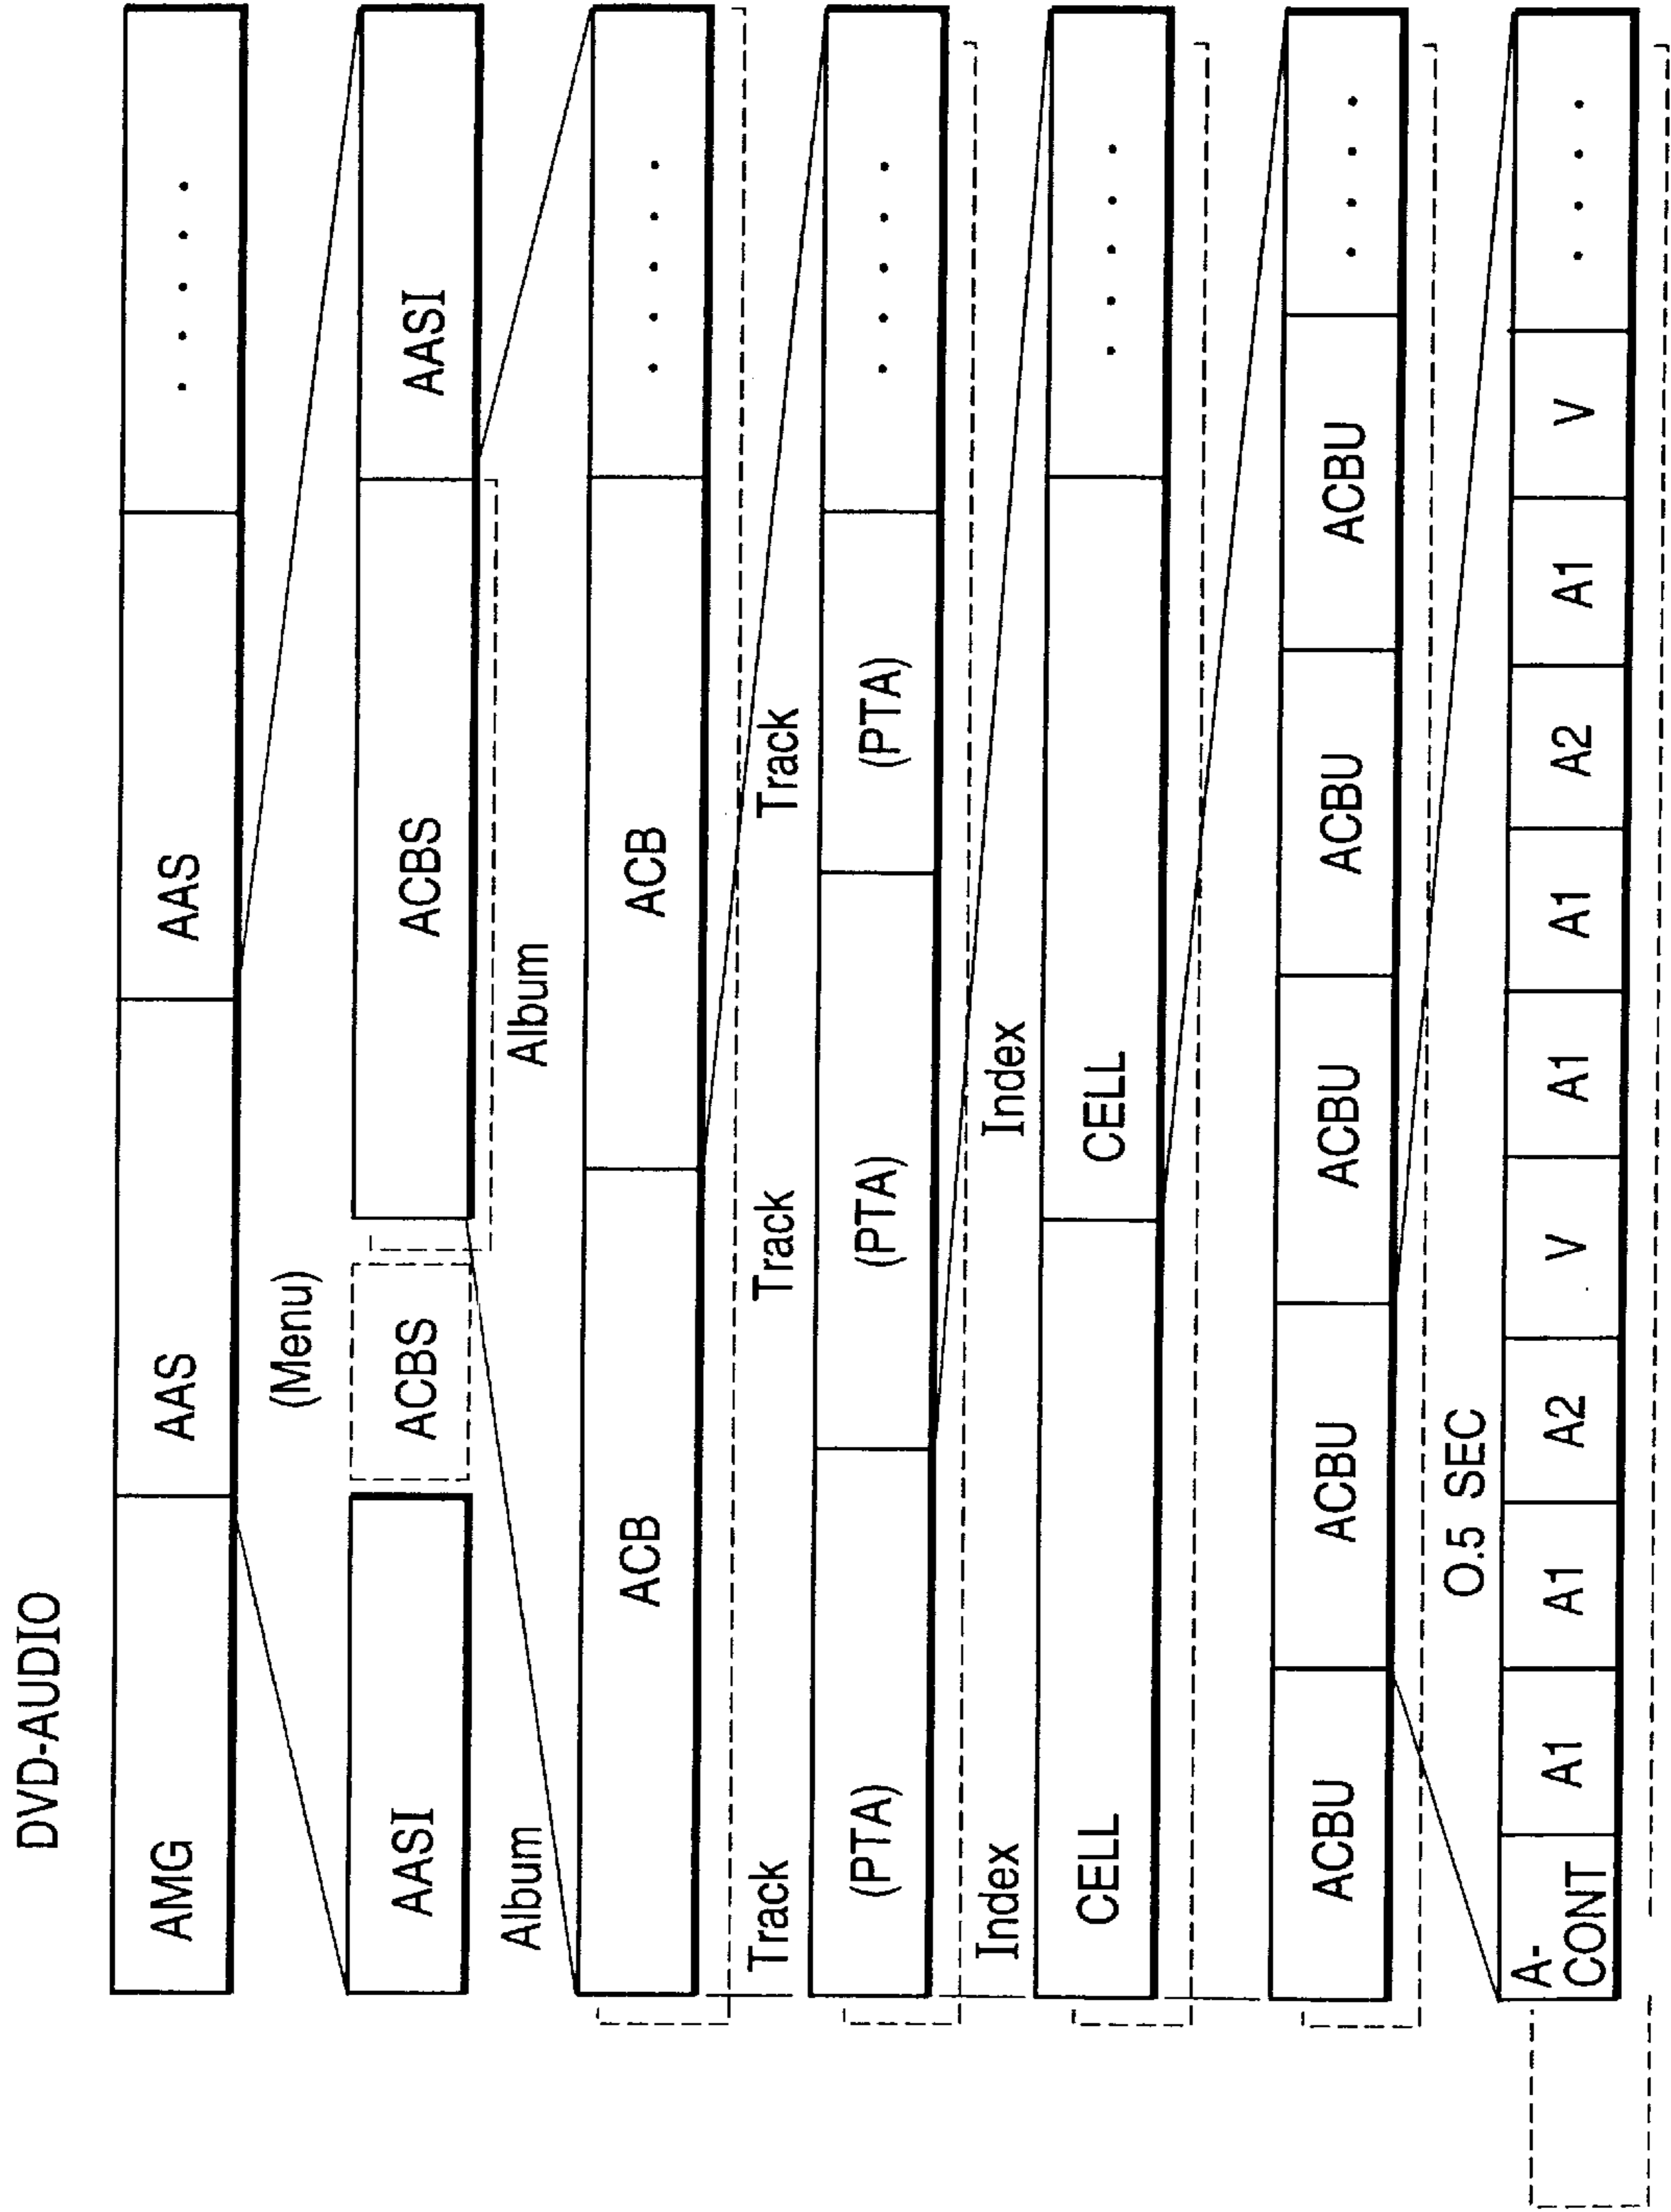 DVD-AUDIO
AMG AAS AAS . . . . .
(Menu)
AASI ACBS ACBS AASI
Album Album
ACB ACB . . . . .
Track Track Track
(PTA) (PTA) (PTA) . . . . .
Index Index
CELL CELL . . . . .
ACBU ACBU ACBU ACBU ACBU . . . .
0.5 SEC
A-
CONT A1 A1 A2 V A1 A1 A2 A1 V . . . .